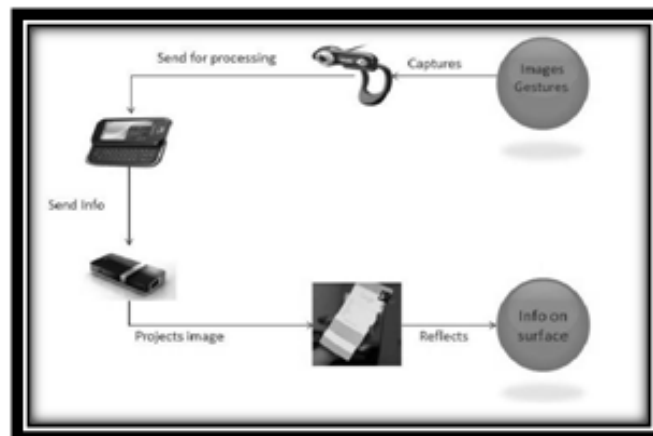 Send for processing
Captures
Images
Gestures
Send Info
Projects image
Reflects
Info on
surface